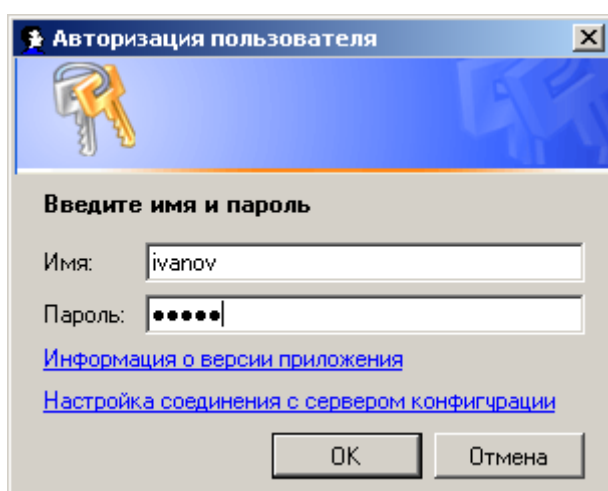 Авторизация пользователя
Введите имя и пароль
Имя: ivanov
Пароль: •••••
Информация о версии приложения
Настройка соединения с сервером конфигурации
OK Отмена